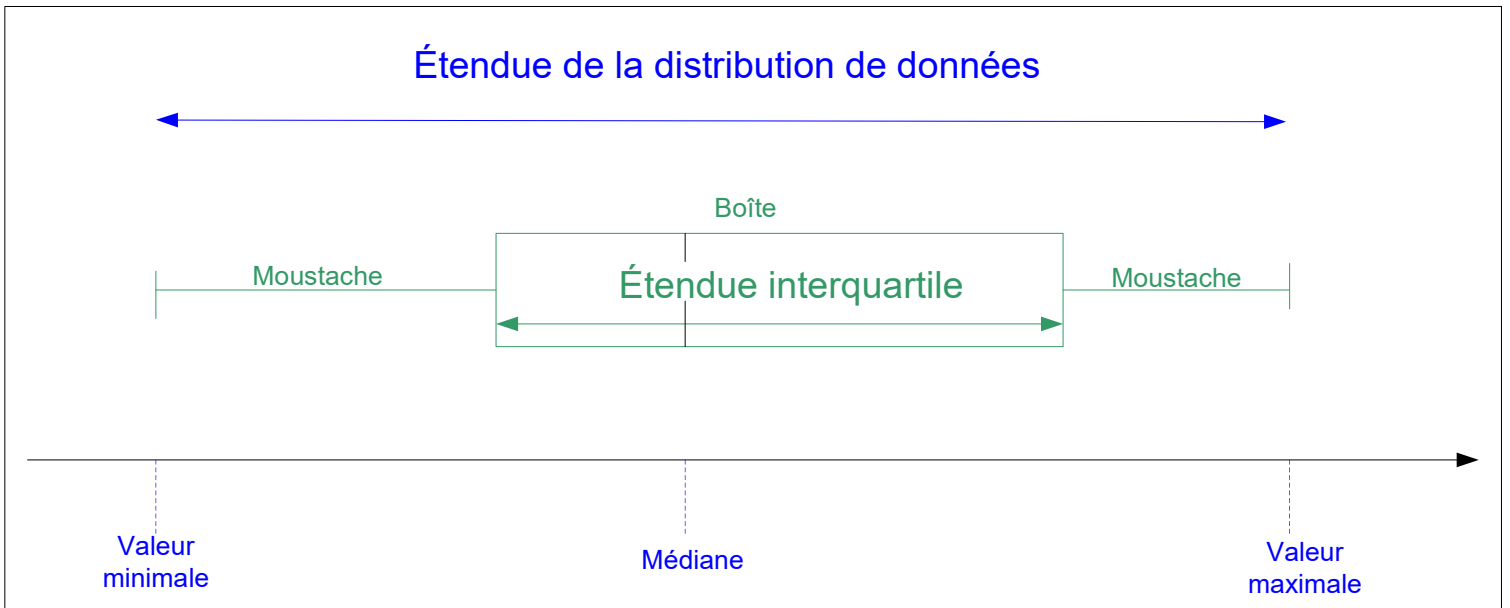 Étendue de la distribution de données
Boîte
Moustache
Étendue interquartile
Moustache
Valeur
minimale
Médiane
Valeur
maximale